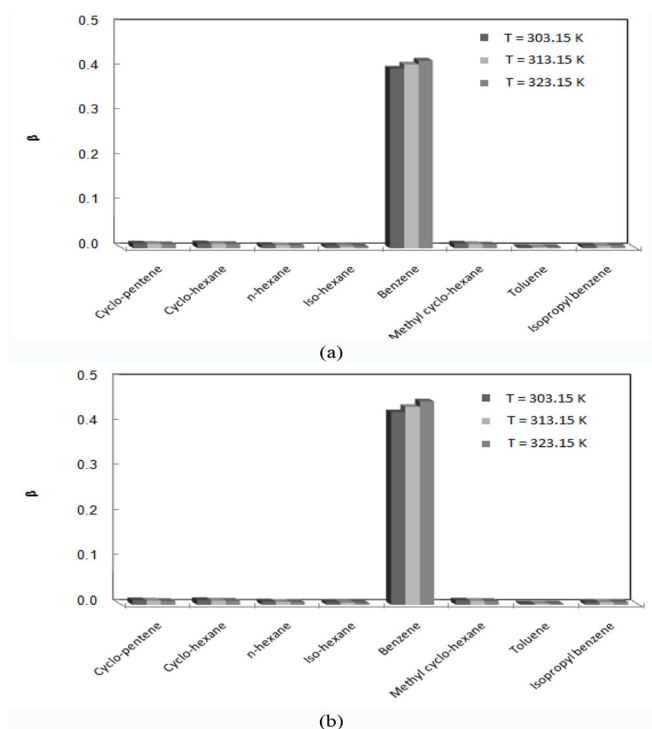 0.5
T = 303.15 K
0.4
T = 313.15 K
T = 323.15 K
0.3
β
0.2
0.1
0.0
Cyclo-pentene
Cyclo-hexane
n-hexane
Iso-hexane
Benzene
Methyl cyclo-hexane
Toluene
Isopropyl benzene
(a)
0.5
T = 303.15 K
0.4
T = 313.15 K
T = 323.15 K
0.3
β
0.2
0.1
0.0
Cyclo-pentene
Cyclo-hexane
n-hexane
Iso-hexane
Benzene
Methyl cyclo-hexane
Toluene
Isopropyl benzene
(b)